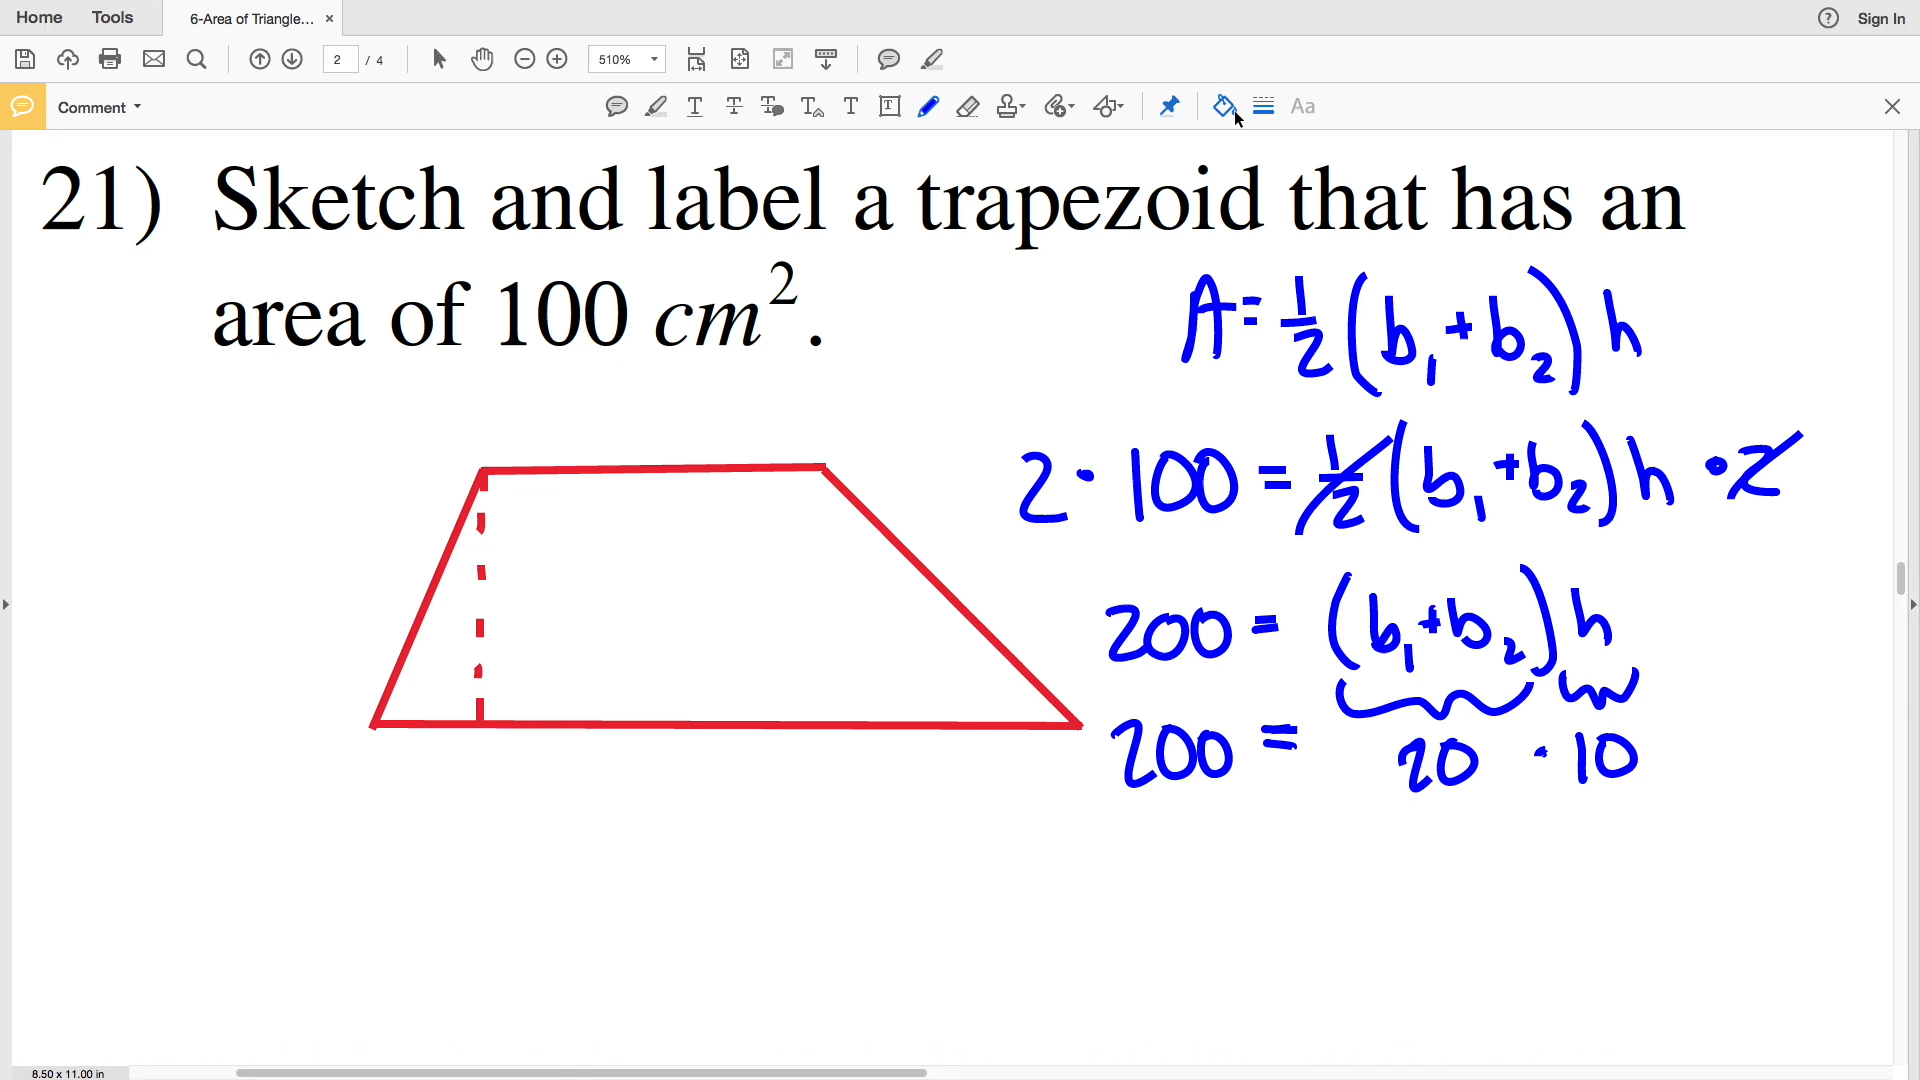 Home Tools 6-Area of Triangle... × ? Sign In
2 / 4 510%
Comment T T T T T T Aa
21) Sketch and label a trapezoid that has an
area of 100 cm².
A = 1/2 (b₁ + b₂) h
2 · 100 = 1/2 (b₁ + b₂) h · 2
200 = (b₁ + b₂) h
200 = 20 · 10
8.50 x 11.00 in